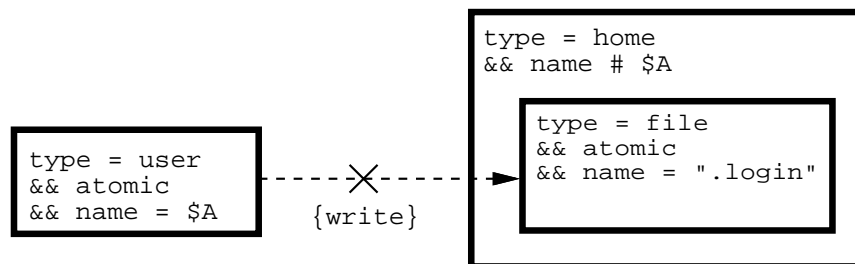 type = home
&& name # $A
type = file
&& atomic
&& name = ".login"
type = user
&& atomic
&& name = $A
{write}